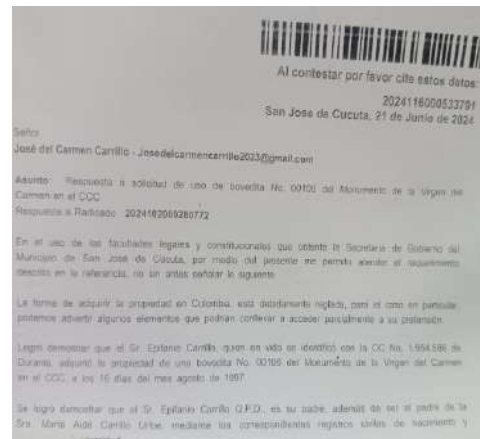 Al contestar por favor cite estos datos:
2024116000533791
San Jose de Cucuta, 21 de Junio de 2024
Señor
José del Carmen Carrillo - Josedelcarmencarrillo2023@gmail.com
Asunto: Respuesta a solicitud de uso de bovedita No. 00106 del Monumento de la Virgen del
Carmen en el CCC
Respuesta a Radicado 2024102009280772
En el uso de las facultades legales y constitucionales que ostenta la Secretaria de Gobierno del
Municipio de San José de Cúcuta, por medio del presente me permito atender el requerimiento
descrito en la referencia, no sin antes señalar lo siguiente
La forma de adquirir la propiedad en Colombia, está debidamente reglada, para el caso en particular,
podemos advertir algunos elementos que podrían conllevar a acceder parcialmente a su pretensión.
Logró demostrar que el Sr. Epifanio Carrillo, quien en vida se identificó con la CC No. 1.954.596 de
Durania, adquirió la propiedad de una bovedita No. 00106 del Monumento de la Virgen del Carmen
en el CCC, a los 16 días del mes agosto de 1997.
Se logro demostrar que el Sr. Epifanio Carrillo Q.P.D., es su padre, además de ser el padre de la
Sra. María Aidé Carrillo Uribe, mediante los correspondientes registros civiles de nacimiento y